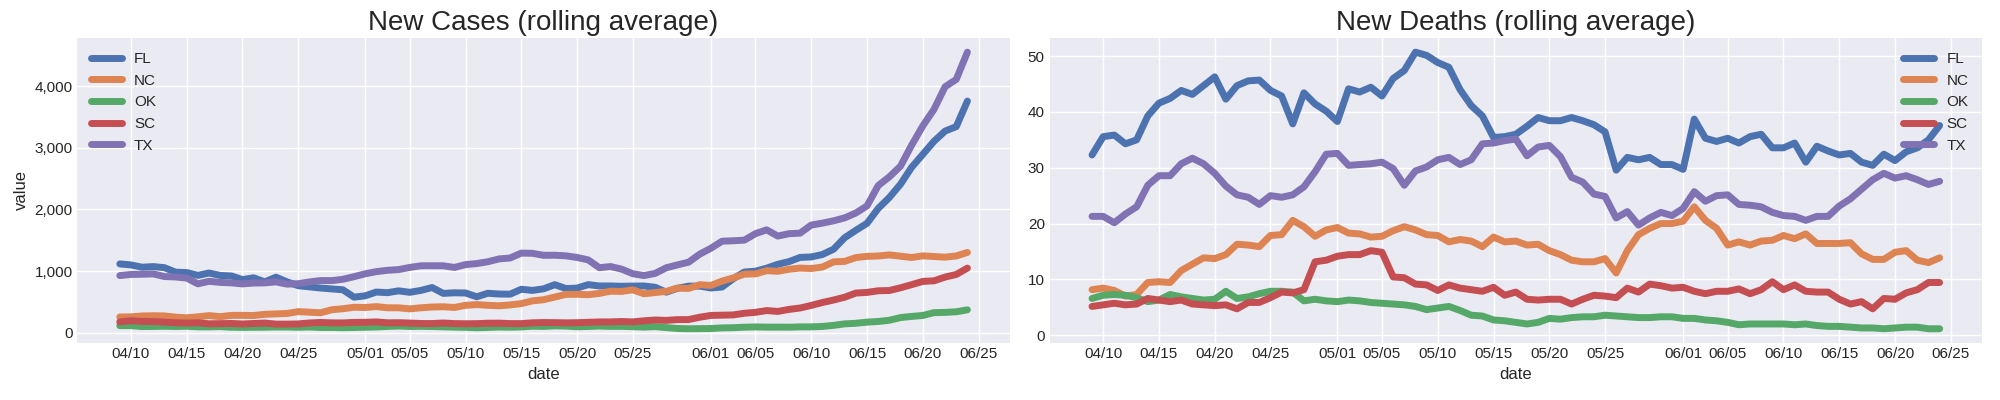 New Cases (rolling average)
FL
NC
OK
SC
TX
4,000
3,000
2,000
1,000
0
value
04/10 04/15 04/20 04/25 05/01 05/05 05/10 05/15 05/20 05/25 06/01 06/05 06/10 06/15 06/20 06/25
date
New Deaths (rolling average)
FL
NC
OK
SC
TX
50
40
30
20
10
0
04/10 04/15 04/20 04/25 05/01 05/05 05/10 05/15 05/20 05/25 06/01 06/05 06/10 06/15 06/20 06/25
date